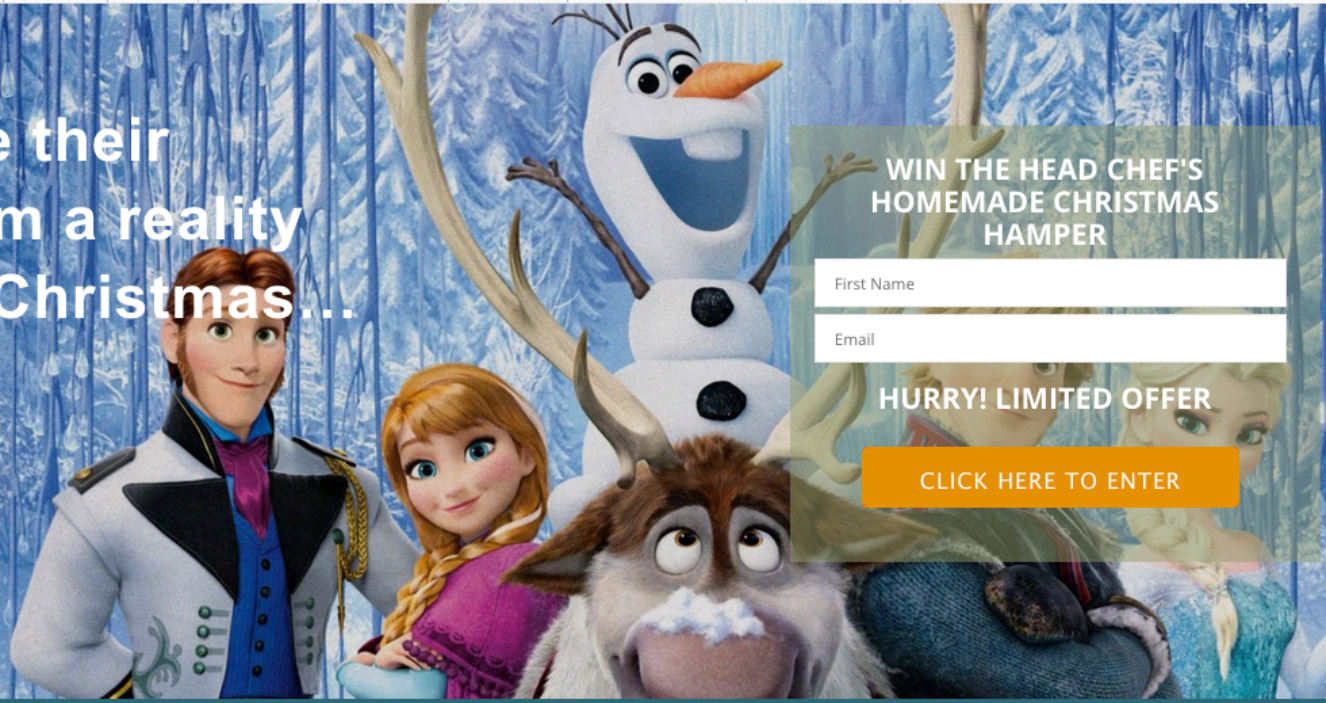 e their
m a reality
Christmas...
WIN THE HEAD CHEF'S
HOMEMADE CHRISTMAS
HAMPER
First Name
Email
HURRY! LIMITED OFFER
CLICK HERE TO ENTER